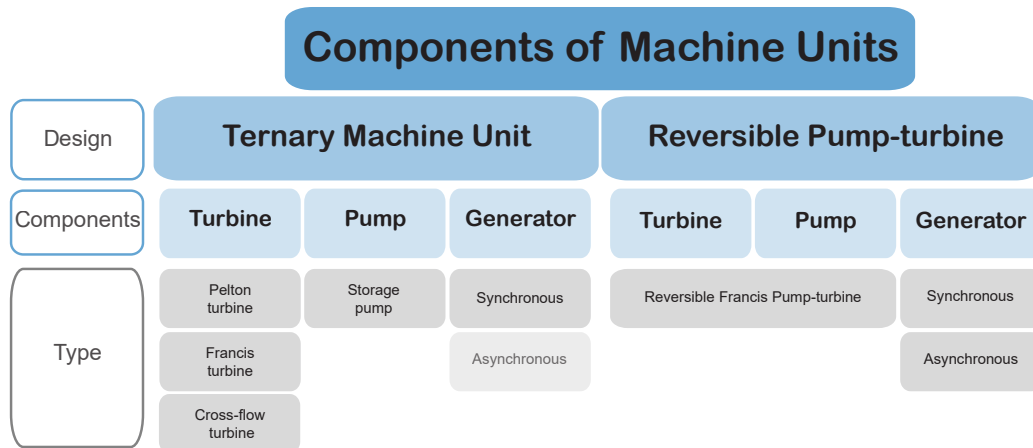 Components of Machine Units
Design
Ternary Machine Unit
Reversible Pump-turbine
Components
Turbine
Pump
Generator
Turbine
Pump
Generator
Type
Pelton
turbine
Storage
pump
Synchronous
Reversible Francis Pump-turbine
Synchronous
Francis
turbine
Asynchronous
Asynchronous
Cross-flow
turbine